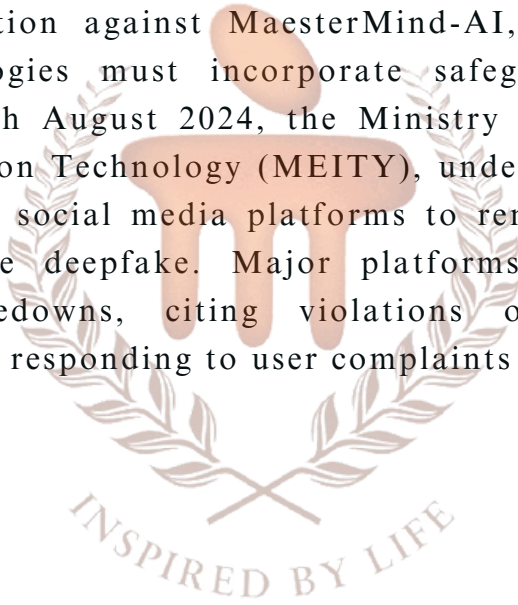 tion against MaesterMind-AI,
ogies must incorporate safeg
h August 2024, the Ministry
on Technology (MEITY), unde
social media platforms to re
e deepfake. Major platforms
edowns, citing violations o
responding to user complaints
INSPIRED BY LIFE